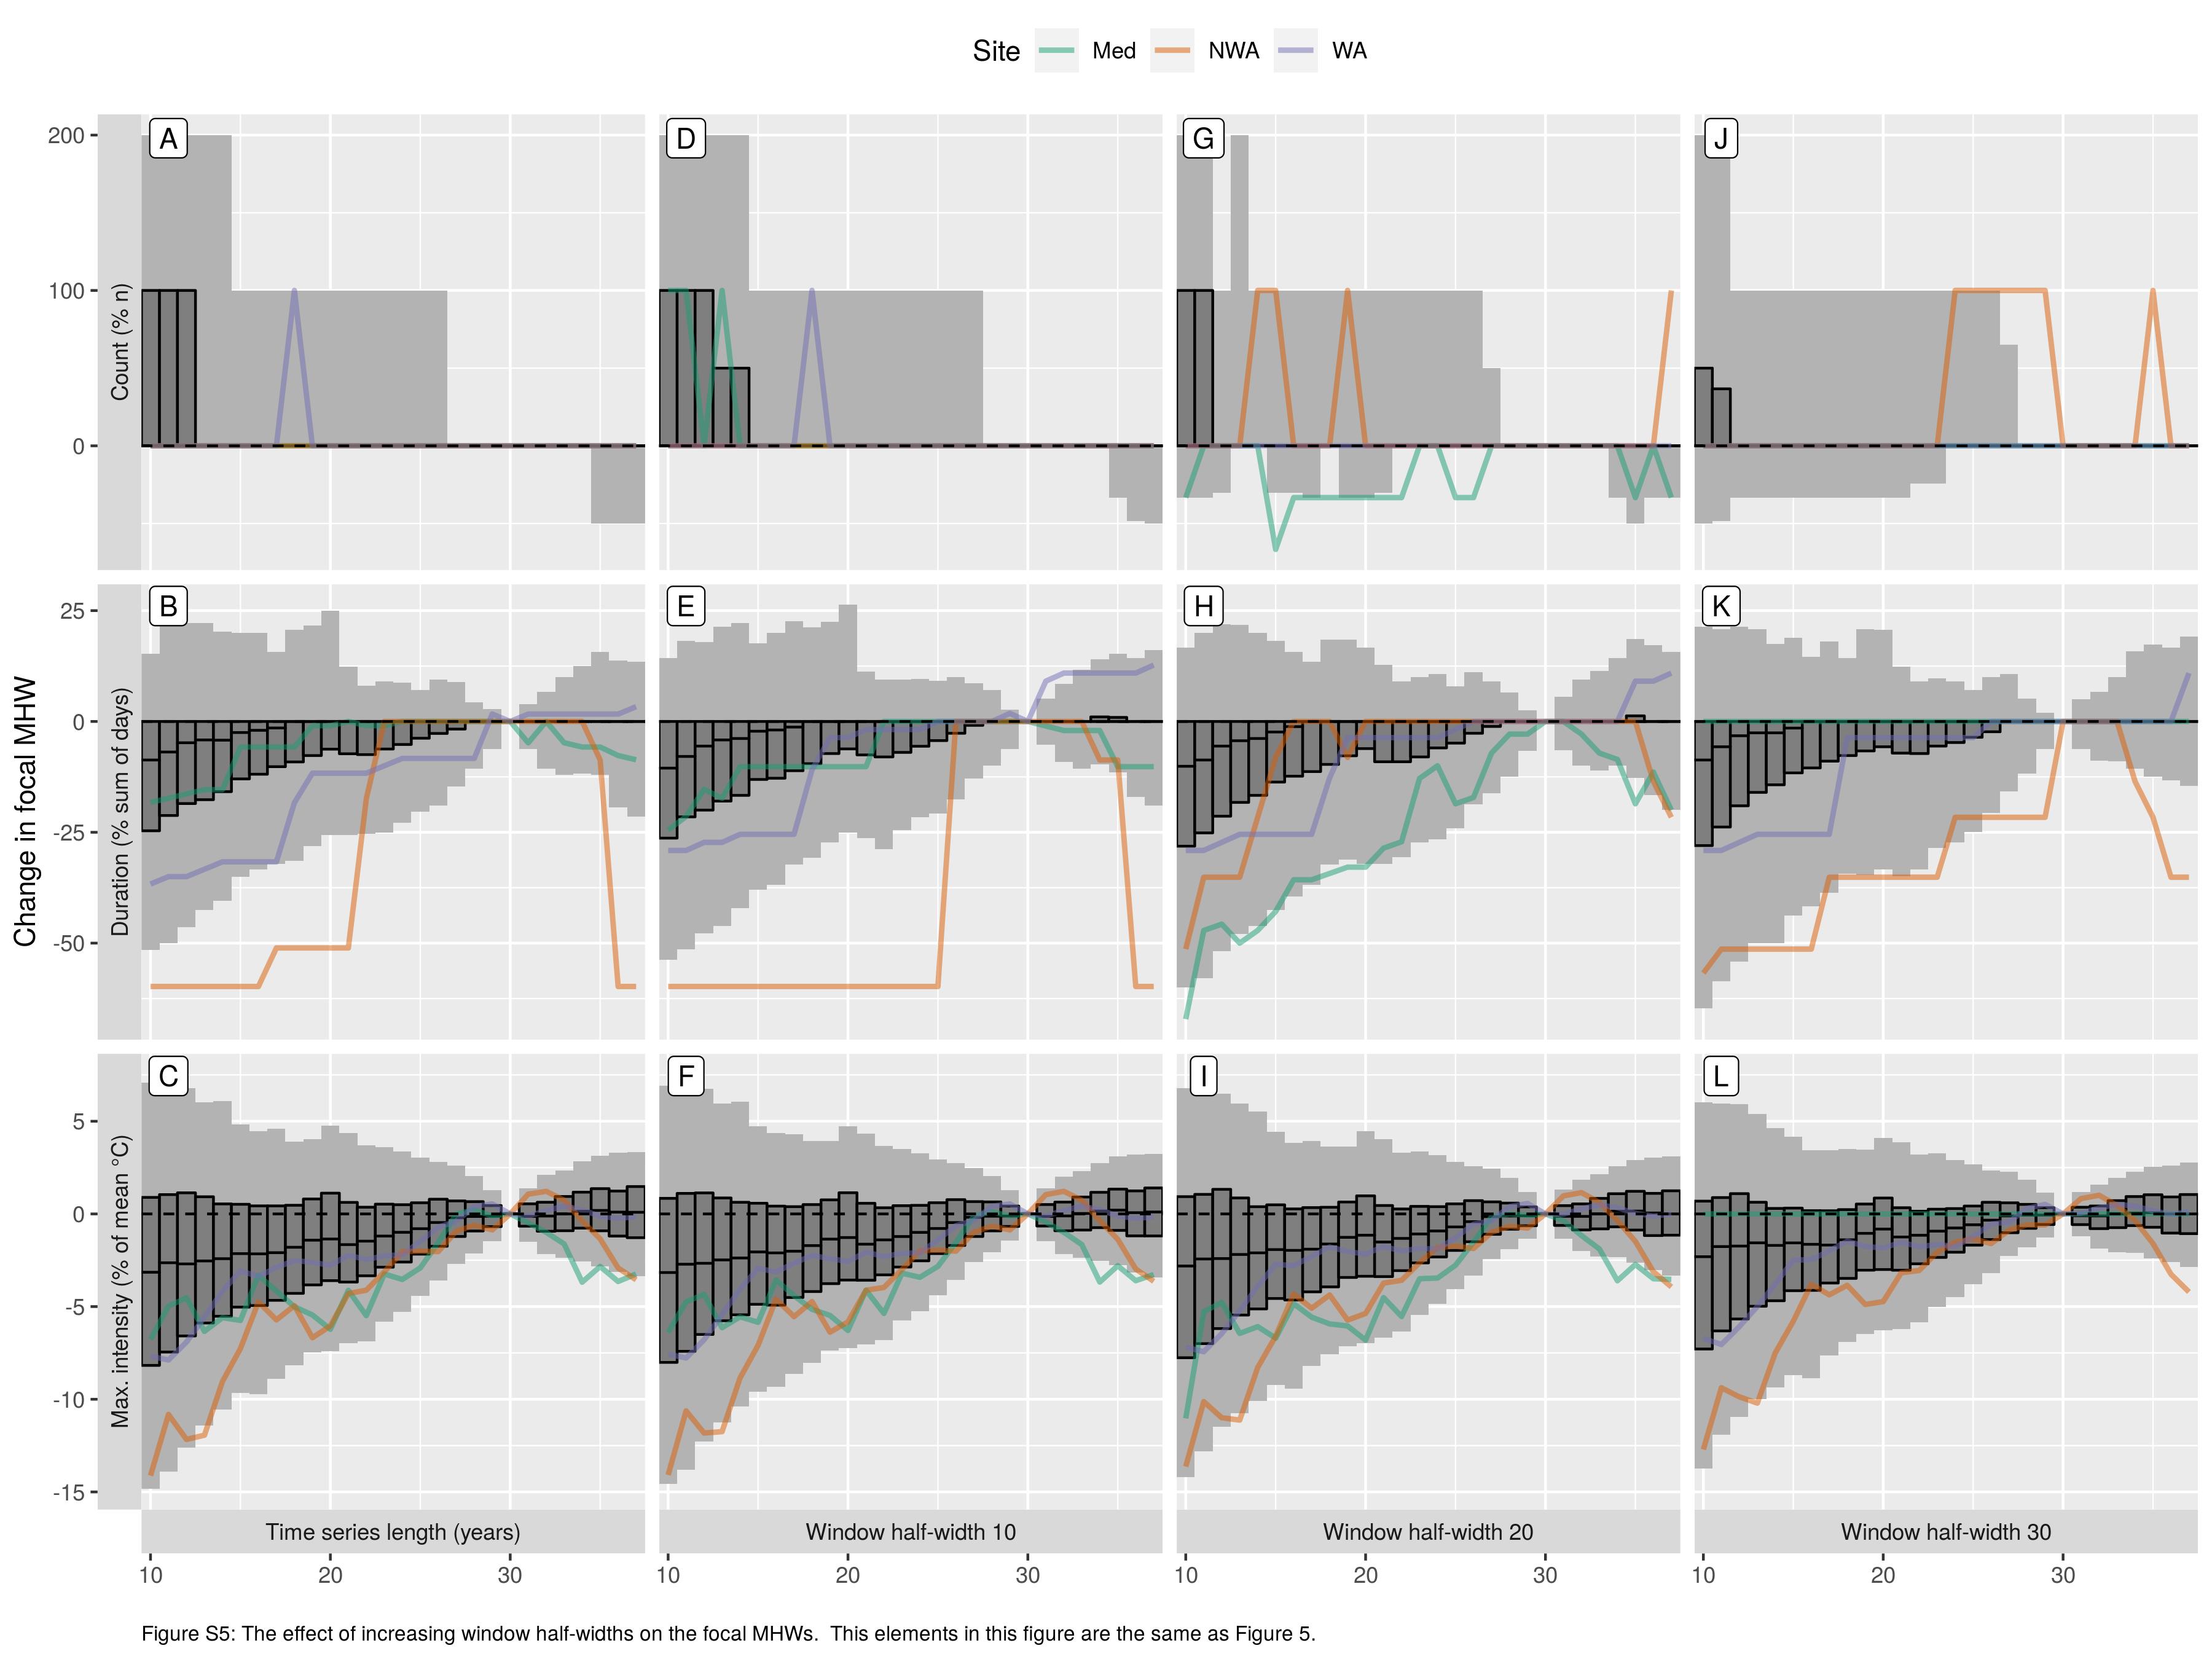 Site Med NWA WA
A D G J
200
100
0
Count (% n)
B E H K
25
0
-25
-50
Duration (% sum of days)
Change in focal MHW
C F I L
5
0
-5
-10
-15
Max. intensity (% of mean °C)
Time series length (years) Window half-width 10 Window half-width 20 Window half-width 30
10 20 30 10 20 30 10 20 30 10 20 30
Figure S5: The effect of increasing window half-widths on the focal MHWs.  This elements in this figure are the same as Figure 5.